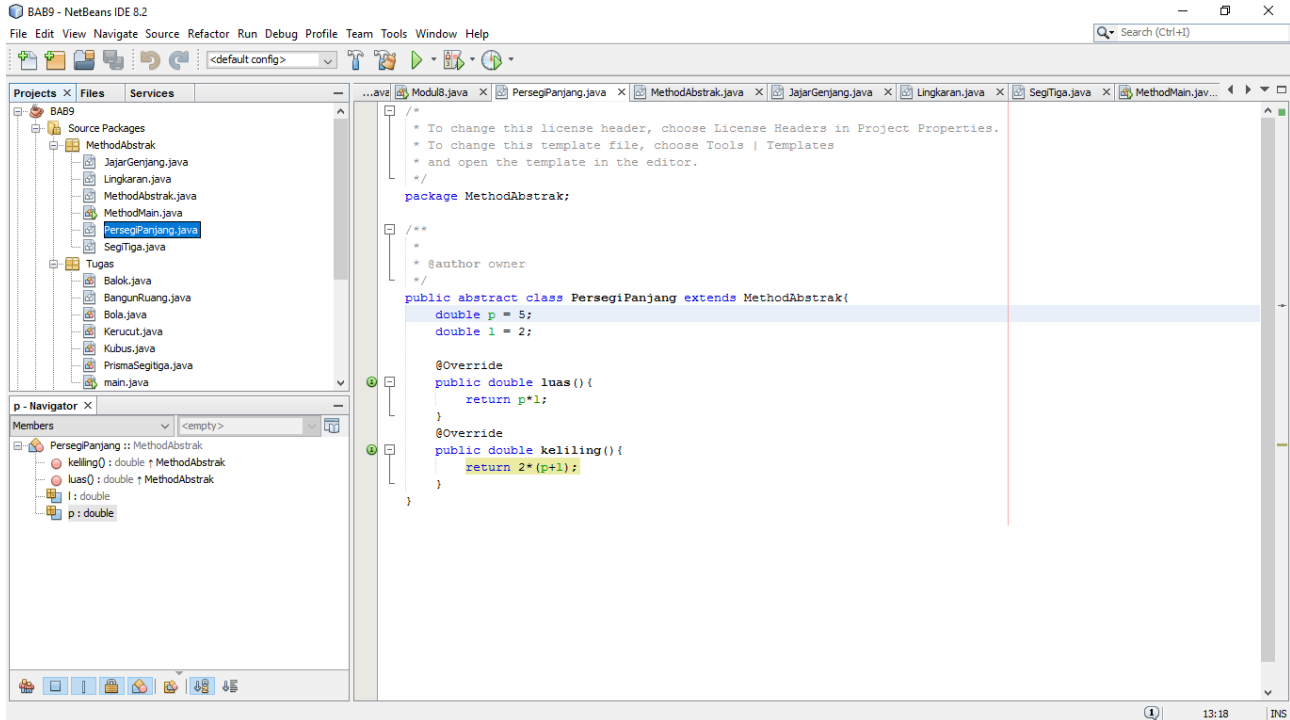 BAB9 - NetBeans IDE 8.2
File Edit View Navigate Source Refactor Run Debug Profile Team Tools Window Help
Search (Ctrl+I)
<default config>
Projects Files Services
BAB9
Source Packages
MethodAbstrak
JajarGenjang.java
Lingkaran.java
MethodAbstrak.java
MethodMain.java
PersegiPanjang.java
SegiTiga.java
Tugas
Balok.java
BangunRuang.java
Bola.java
Kerucut.java
Kubus.java
PrismaSegitiga.java
main.java
p - Navigator
Members <empty>
PersegiPanjang :: MethodAbstrak
keliling() : double ↑ MethodAbstrak
luas() : double ↑ MethodAbstrak
l : double
p : double
...ava Modul8.java PersegiPanjang.java MethodAbstrak.java JajarGenjang.java Lingkaran.java SegiTiga.java MethodMain.jav...
/*
* To change this license header, choose License Headers in Project Properties.
* To change this template file, choose Tools | Templates
* and open the template in the editor.
*/
package MethodAbstrak;
/**
*
* @author owner
*/
public abstract class PersegiPanjang extends MethodAbstrak{
double p = 5;
double l = 2;
@Override
public double luas(){
return p*l;
}
@Override
public double keliling(){
return 2*(p+l);
}
}
1 13:18 INS